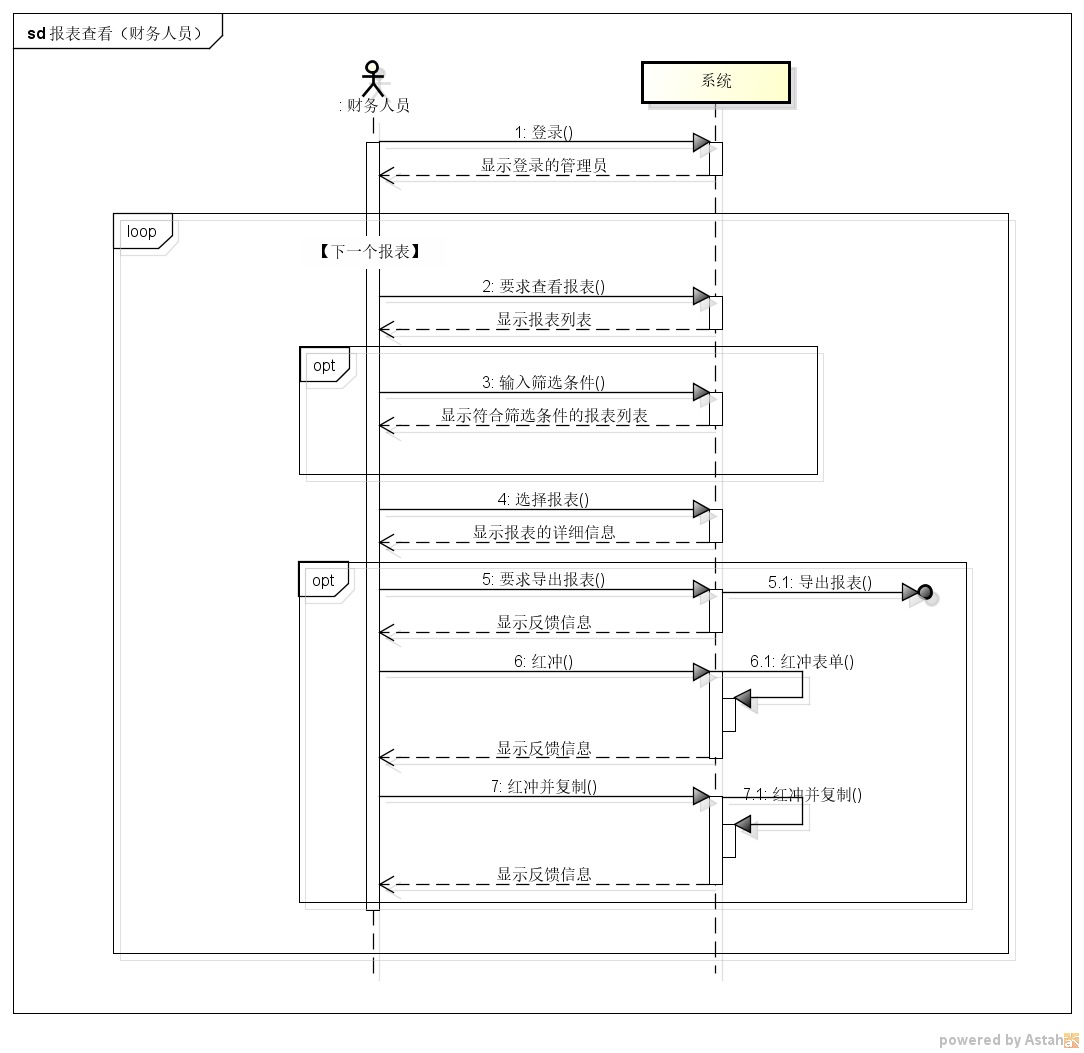 sd 报表查看（财务人员）
: 财务人员
系统
1: 登录()
显示登录的管理员
loop
【下一个报表】
2: 要求查看报表()
显示报表列表
opt
3: 输入筛选条件()
显示符合筛选条件的报表列表
4: 选择报表()
显示报表的详细信息
opt
5: 要求导出报表()
5.1: 导出报表()
显示反馈信息
6: 红冲()
6.1: 红冲表单()
显示反馈信息
7: 红冲并复制()
7.1: 红冲并复制()
显示反馈信息
powered by Astah